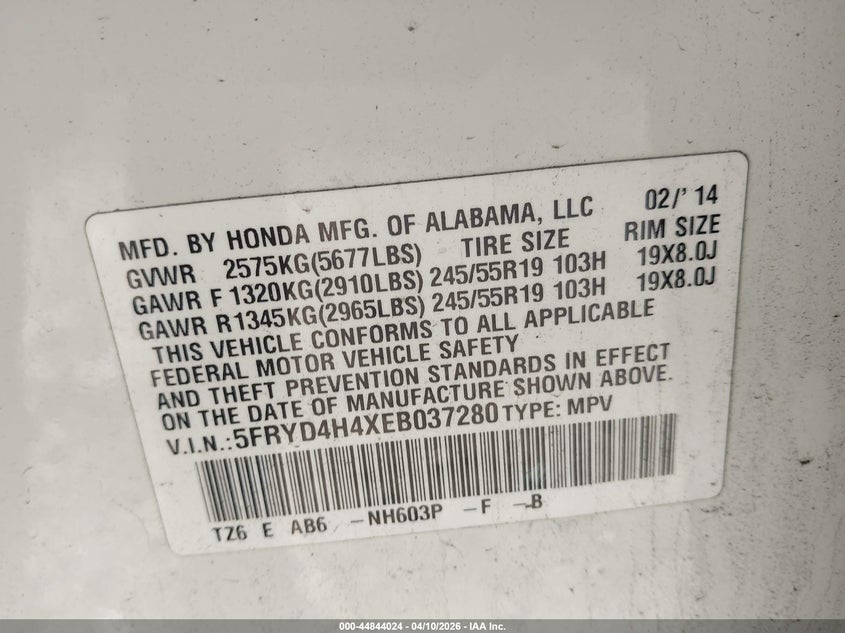 MFD. BY HONDA MFG. OF ALABAMA, LLC 02/' 14
GVWR 2575KG(5677LBS) TIRE SIZE RIM SIZE
GAWR F 1320KG(2910LBS) 245/55R19 103H 19X8.0J
GAWR R1345KG(2965LBS) 245/55R19 103H 19X8.0J
THIS VEHICLE CONFORMS TO ALL APPLICABLE
FEDERAL MOTOR VEHICLE SAFETY
AND THEFT PREVENTION STANDARDS IN EFFECT
ON THE DATE OF MANUFACTURE SHOWN ABOVE.
V.I.N.:5FRYD4H4XEB037280 TYPE: MPV
TZ6 E AB6 -NH603P -F -B
000-44844024 - 04/10/2026 - IAA Inc.